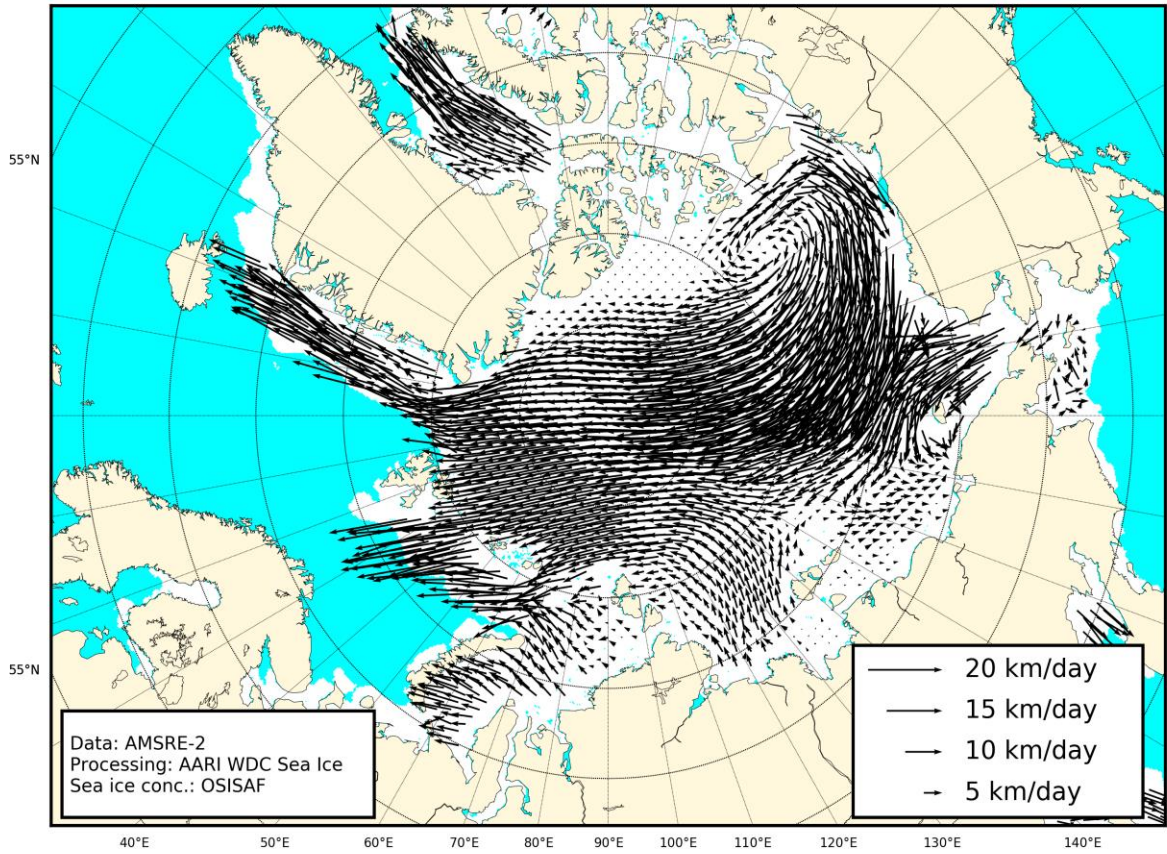 55°N
55°N
Data: AMSRE-2
Processing: AARI WDC Sea Ice
Sea ice conc.: OSISAF
20 km/day
15 km/day
10 km/day
5 km/day
40°E 50°E 60°E 70°E 80°E 90°E 100°E 110°E 120°E 130°E 140°E